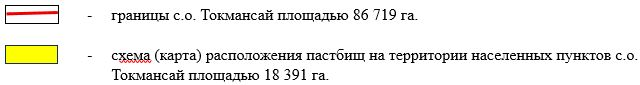 - границы с.о. Токмансай площадью 86 719 га.
- схема (карта) расположения пастбищ на территории населенных пунктов с.о.
Токмансай площадью 18 391 га.